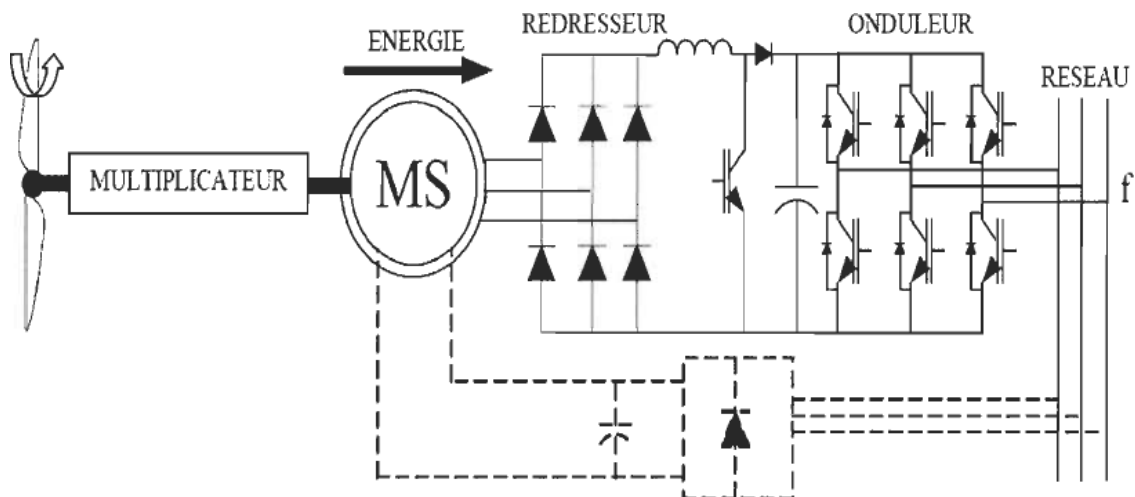 REDRESSEUR
ONDULEUR
ENERGIE
RESEAU
MULTIPLICATEUR
MS
f